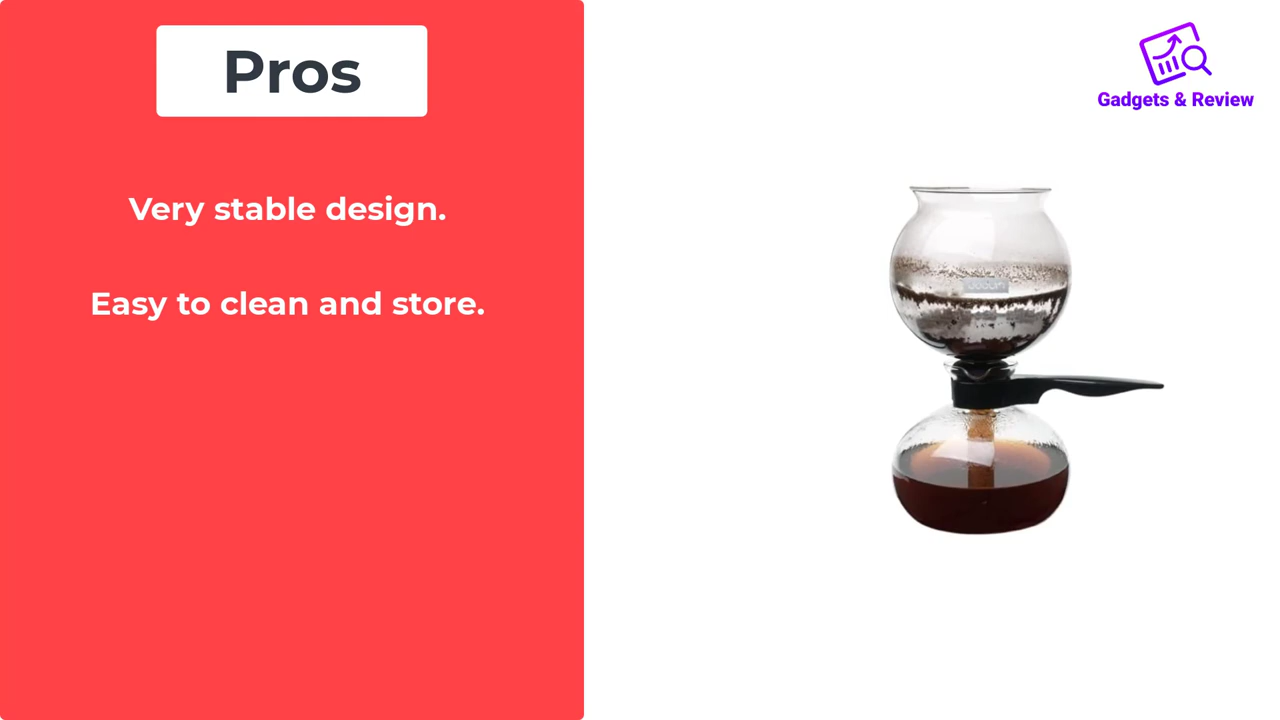 Pros
Very stable design.
Easy to clean and store.
Gadgets & Review